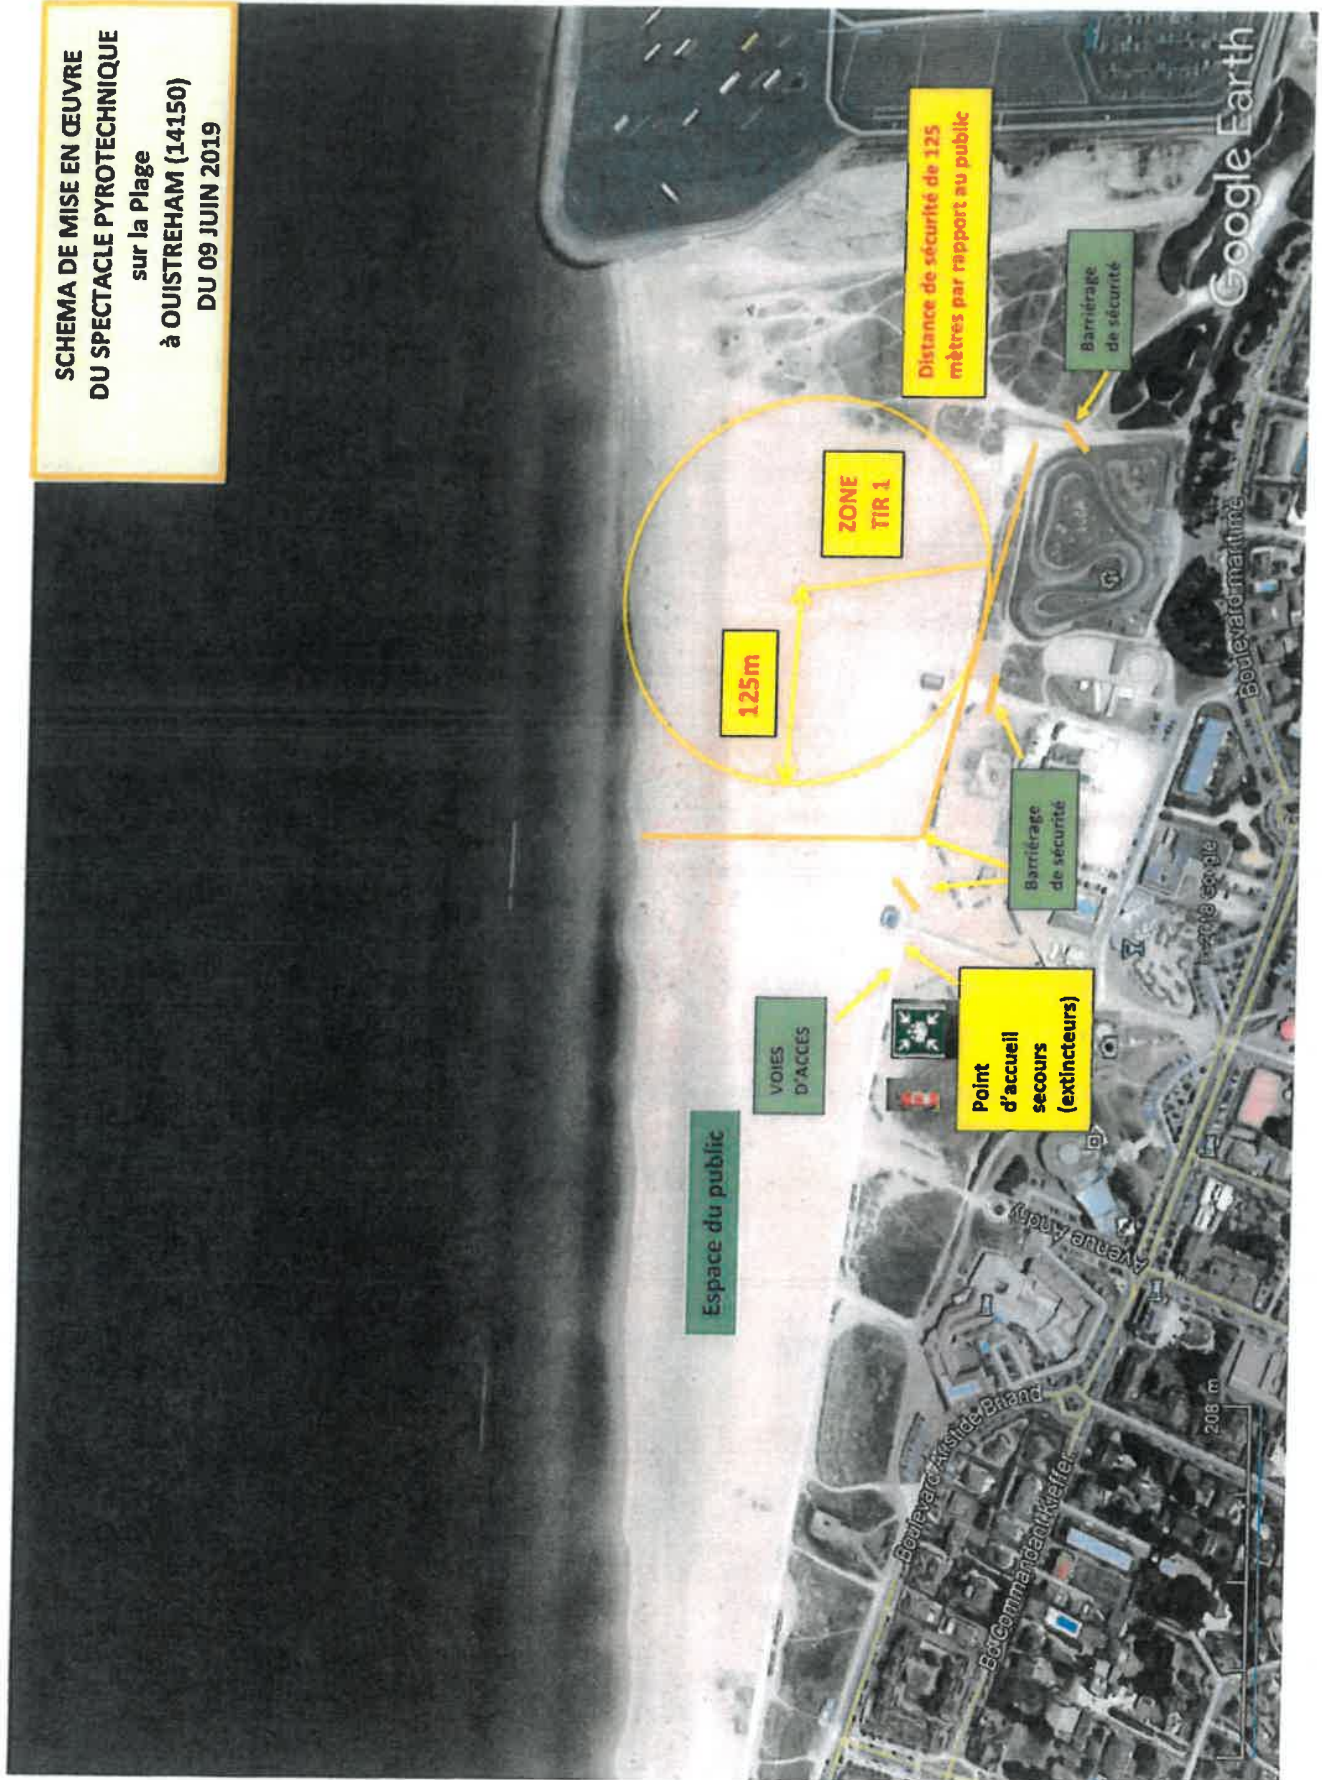 SCHEMA DE MISE EN ŒUVRE
DU SPECTACLE PYROTECHNIQUE
sur la Plage
à OUISTREHAM (14150)
DU 09 JUIN 2019
Distance de sécurité de 125
mètres par rapport au public
ZONE
TIR 1
125m
Barriérage
de sécurité
Barriérage
de sécurité
VOIES
D'ACCES
Espace du public
Point
d'accueil
secours
(extincteurs)
Boulevard maritime
Avenue Andry
Boulevard Aristide Briand
Bd Commandant Kieffer
208 m
© 2018 Google
Google Earth